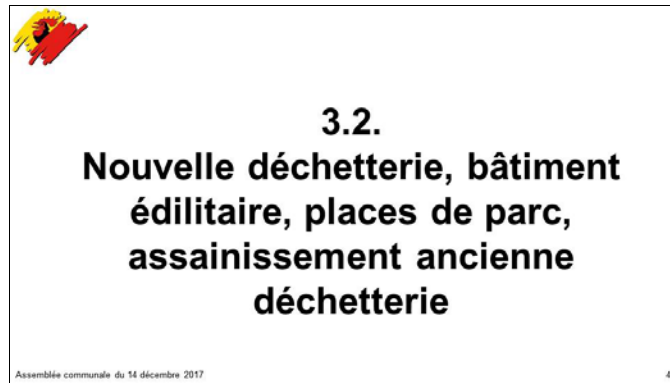 3.2.
Nouvelle déchetterie, bâtiment
édilitaire, places de parc,
assainissement ancienne
déchetterie
Assemblée communale du 14 décembre 2017
4